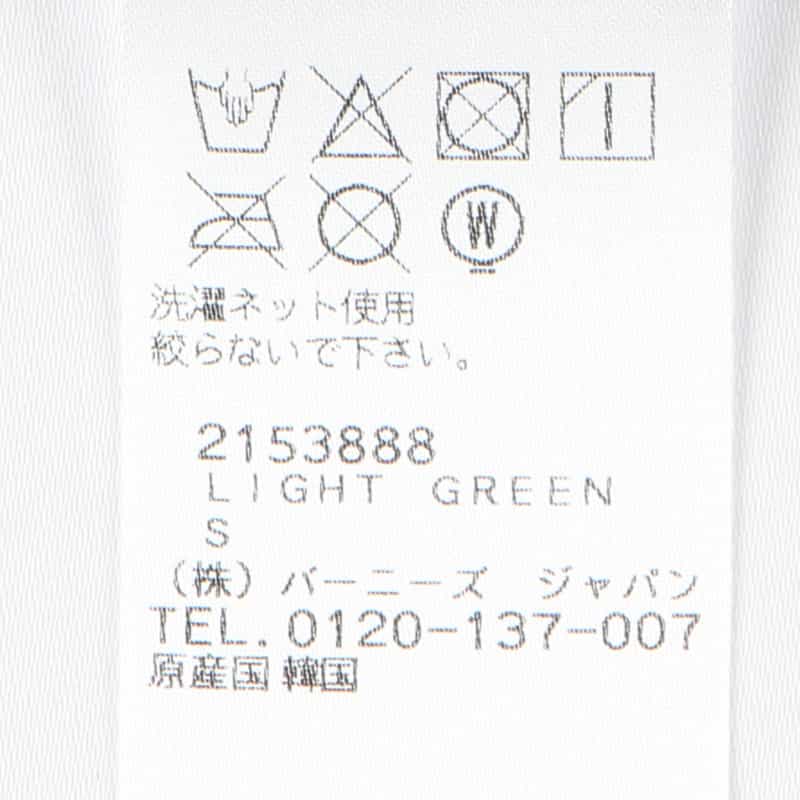 W
洗濯ネット使用
絞らないで下さい。
2153888
LIGHT GREEN
S
(株) バーニーズ ジャパン
TEL. 0120-137-007
原産国 韓国